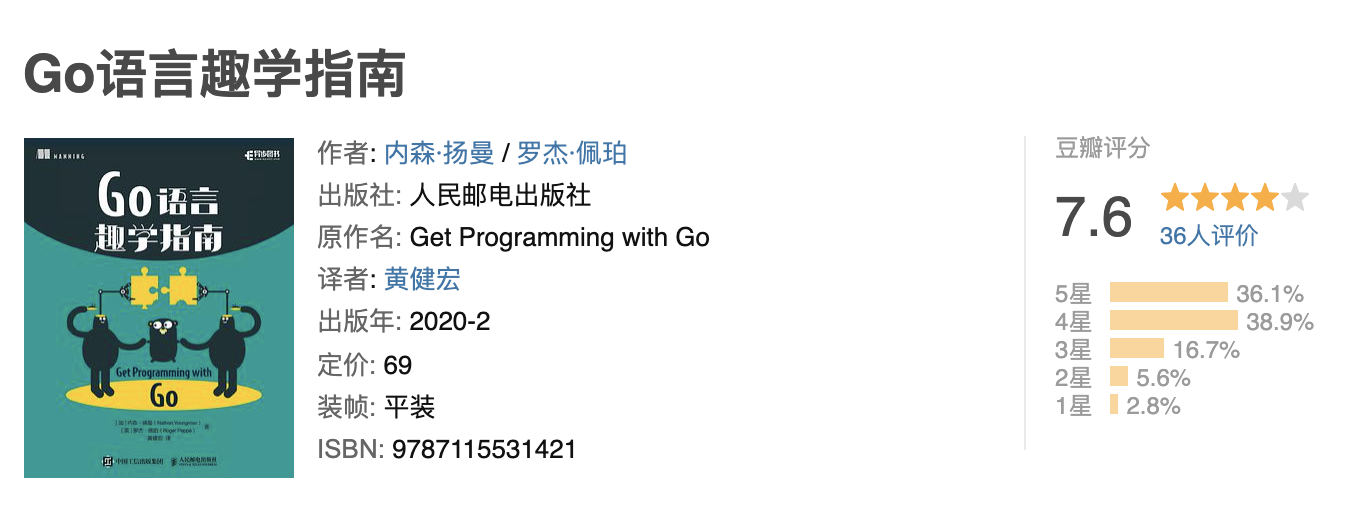 Go语言趣学指南
MANNING
异步图书
Go语言
趣学指南
Get Programming with
Go
[加] 内森·扬曼 (Nathan Youngman)
[英] 罗杰·佩珀 (Roger Peppé)
著
黄健宏 译
中国工信出版集团
人民邮电出版社
作者: 内森·扬曼 / 罗杰·佩珀
出版社: 人民邮电出版社
原作名: Get Programming with Go
译者: 黄健宏
出版年: 2020-2
定价: 69
装帧: 平装
ISBN: 9787115531421
豆瓣评分
7.6
36人评价
5星 36.1%
4星 38.9%
3星 16.7%
2星 5.6%
1星 2.8%